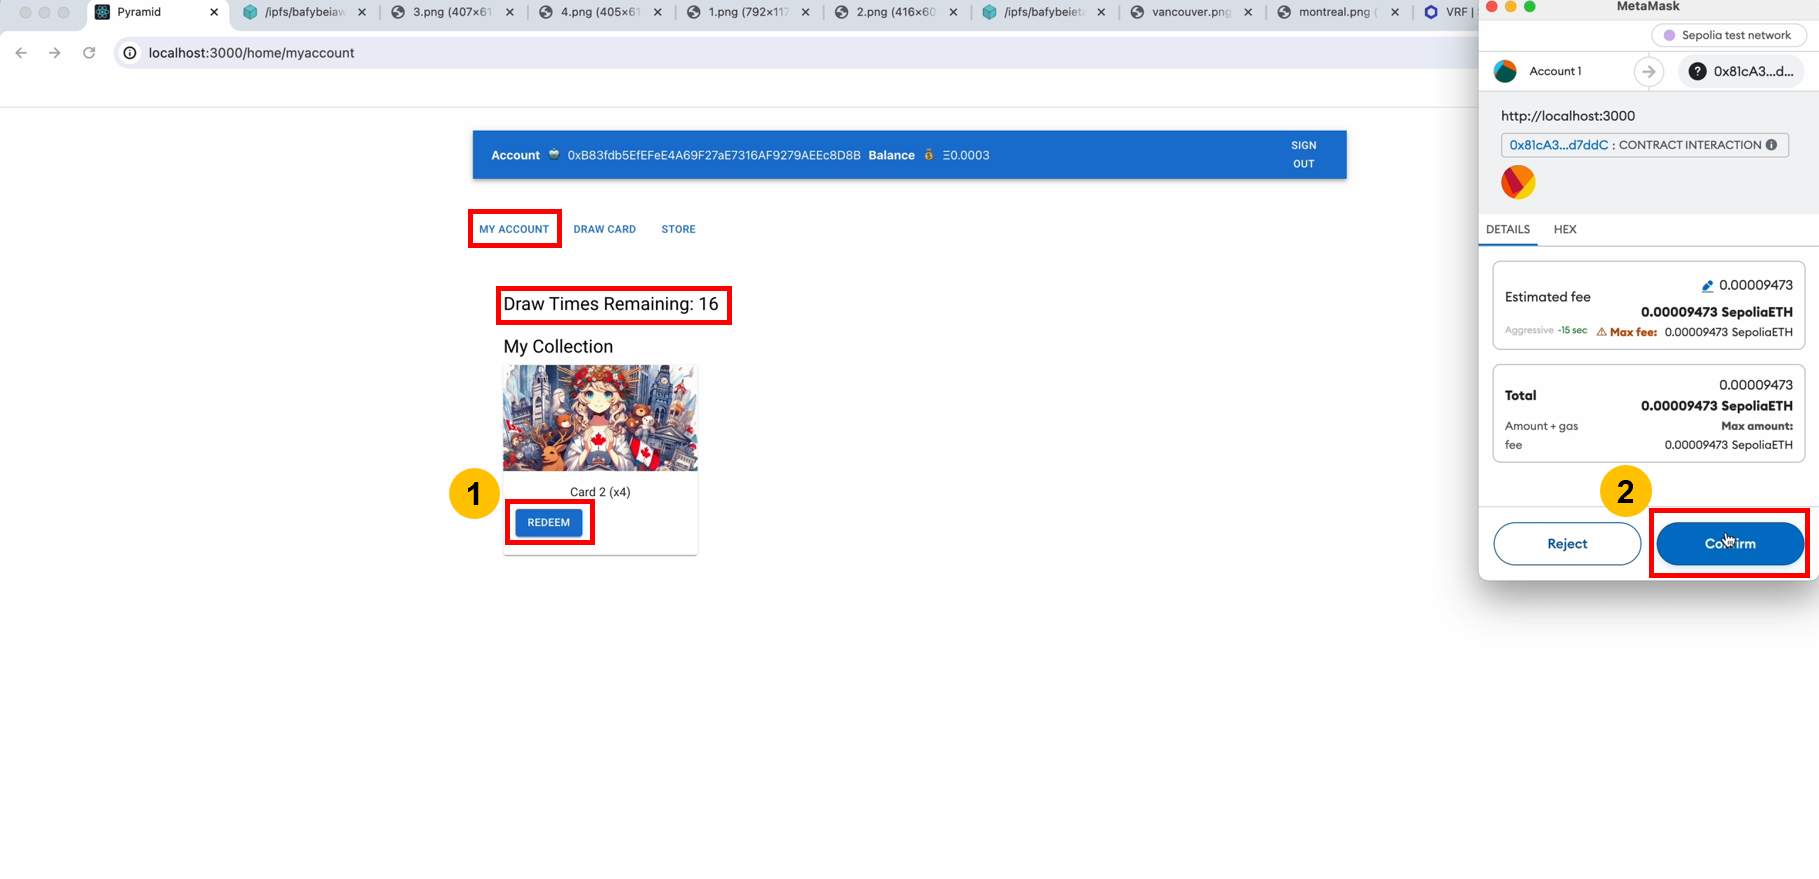 Pyramid
/ipfs/bafybeiaw
3.png (407×61
4.png (405×61
1.png (792×117
2.png (416×60
/ipfs/bafybeiet
vancouver.png
montreal.png (
VRF |
localhost:3000/home/myaccount
Account 0xB83fdb5EfEFeE4A69F27aE7316AF9279AEEc8D8B Balance Ξ0.0003
SIGN
OUT
MY ACCOUNT
DRAW CARD
STORE
Draw Times Remaining: 16
My Collection
1
Card 2 (x4)
REDEEM
MetaMask
Sepolia test network
Account 1
0x81cA3...d...
http://localhost:3000
0x81cA3...d7ddC : CONTRACT INTERACTION
DETAILS
HEX
Estimated fee
0.00009473
0.00009473 SepoliaETH
Aggressive ~15 sec
Max fee: 0.00009473 SepoliaETH
Total
0.00009473
0.00009473 SepoliaETH
Amount + gas
fee
Max amount:
0.00009473 SepoliaETH
2
Reject
Confirm